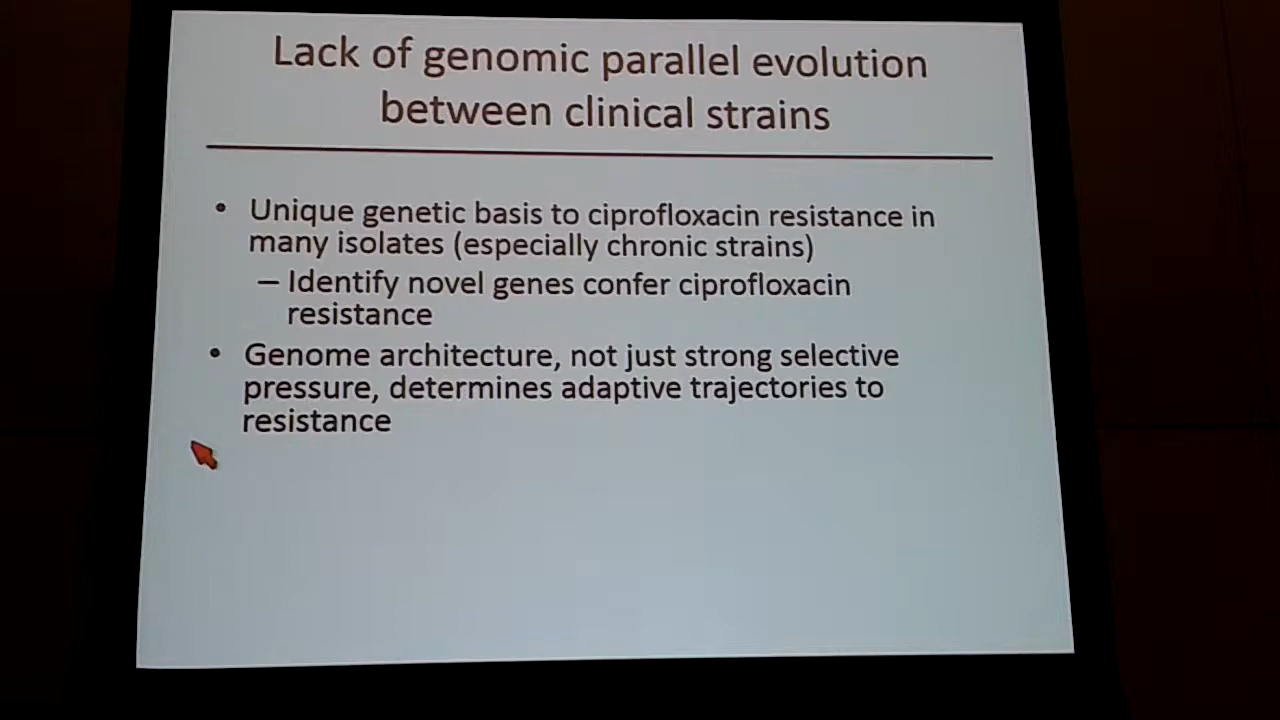 Lack of genomic parallel evolution
between clinical strains
• Unique genetic basis to ciprofloxacin resistance in
many isolates (especially chronic strains)
– Identify novel genes confer ciprofloxacin
resistance
• Genome architecture, not just strong selective
pressure, determines adaptive trajectories to
resistance